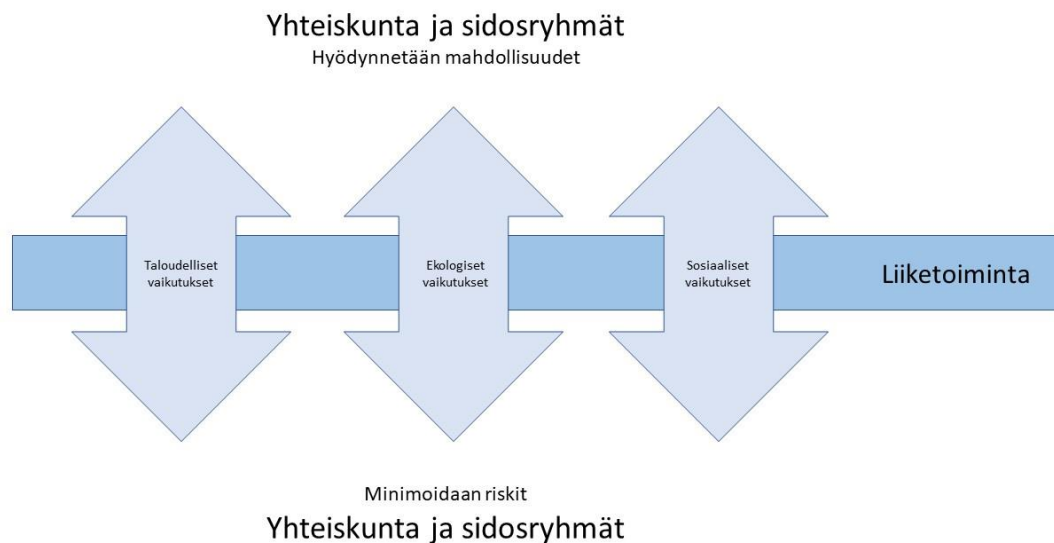 Yhteiskunta ja sidosryhmät
Hyödynnetään mahdollisuudet
Taloudelliset
vaikutukset
Ekologiset
vaikutukset
Sosiaaliset
vaikutukset
Liiketoiminta
Minimoidaan riskit
Yhteiskunta ja sidosryhmät